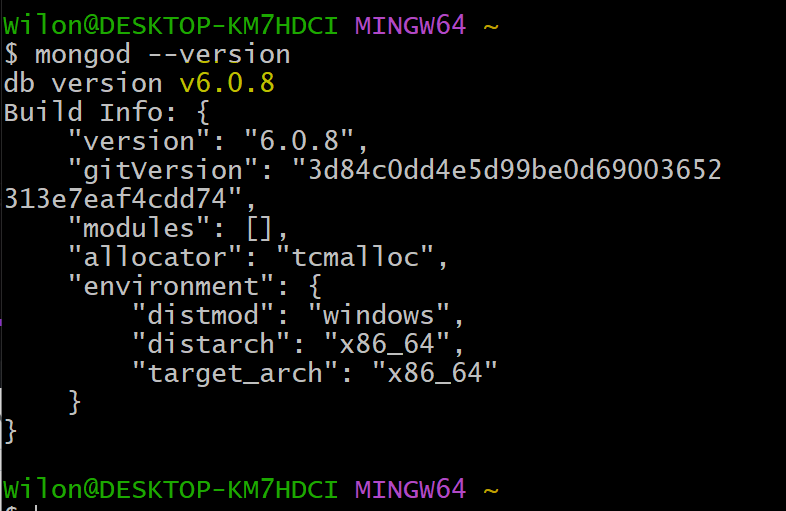 Wilon@DESKTOP-KM7HDCI MINGW64 ~
$ mongod --version
db version v6.0.8
Build Info: {
    "version": "6.0.8",
    "gitVersion": "3d84c0dd4e5d99be0d69003652
313e7eaf4cdd74",
    "modules": [],
    "allocator": "tcmalloc",
    "environment": {
        "distmod": "windows",
        "distarch": "x86_64",
        "target_arch": "x86_64"
    }
}
Wilon@DESKTOP-KM7HDCI MINGW64 ~
$